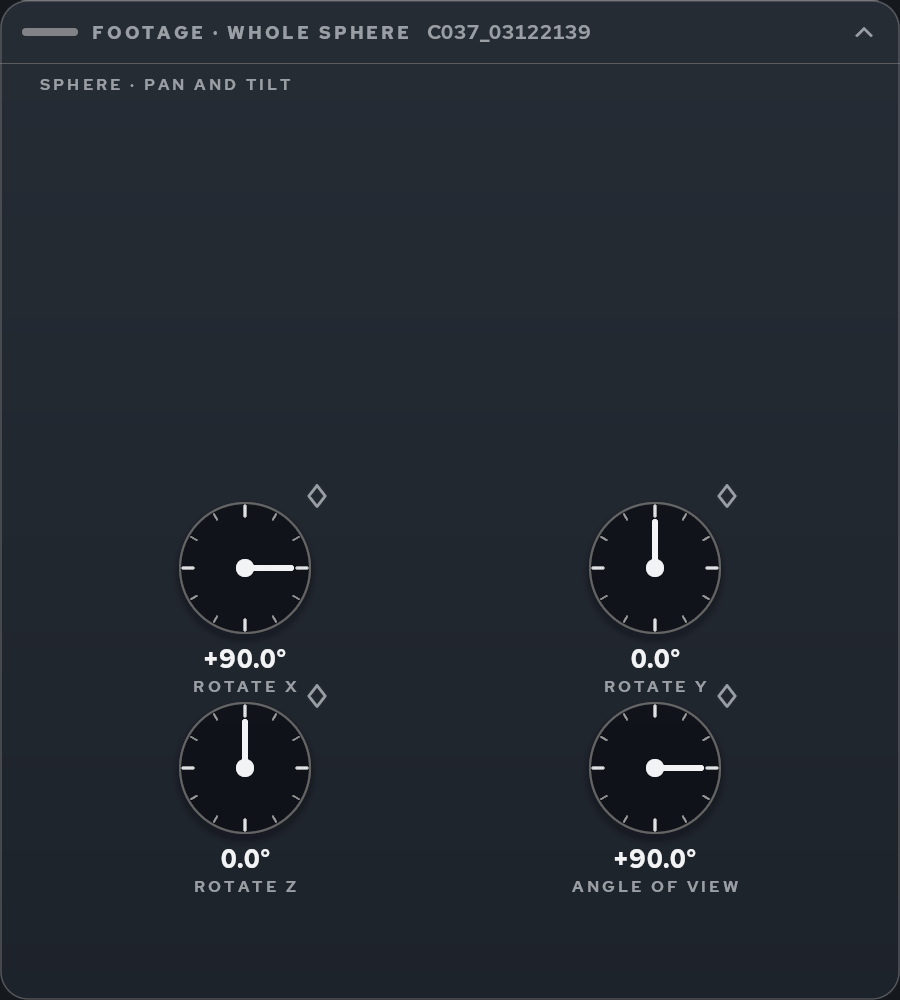 FOOTAGE · WHOLE SPHERE C037_03122139
SPHERE · PAN AND TILT
+90.0° 0.0°
ROTATE X ROTATE Y
0.0° +90.0°
ROTATE Z ANGLE OF VIEW